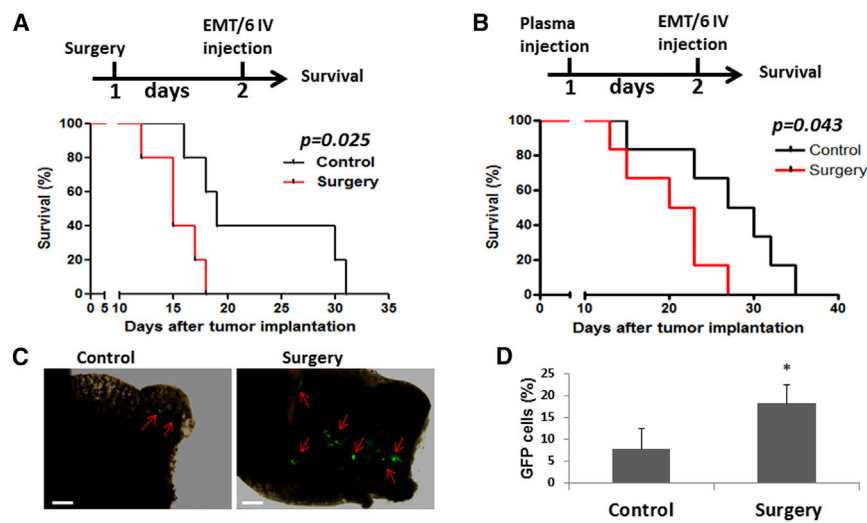 A
Surgery
EMT/6 IV
injection
1
days
2
Survival
p=0.025
Control
Surgery
Survival (%)
100
80
60
40
20
0
0 5 10 15 20 25 30 35
Days after tumor implantation
B
Plasma
injection
EMT/6 IV
injection
1
days
2
Survival
p=0.043
Control
Surgery
Survival (%)
100
80
60
40
20
0
0 10 20 30 40
Days after tumor implantation
C
Control
Surgery
D
*
GFP cells (%)
25
20
15
10
5
0
Control
Surgery